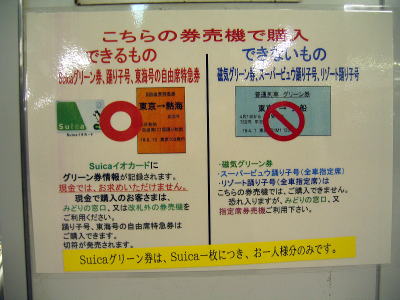 こちらの券売機で購入
できるもの
Suicaグリーン券、踊り子号、東海号の自由席特急券
Suica
東京→熱海
Suicaイオカードに
グリーン券情報が記録されます。
現金では、お求めいただけません。
現金で購入のお客さまは、
みどりの窓口、又は改札外の券売機を
ご利用ください。
踊り子号、東海号の自由席特急券は
ご購入できます。
切符が発売されます。
できないもの
磁気グリーン券、スーパービュウ踊り子号、リゾート踊り子号
普通列車 グリーン券
・磁気グリーン券
・スーパービュウ踊り子号(全車指定席)
・リゾート踊り子号(全車指定席)は
こちらの券売機では、ご購入できません。
恐れ入りますが、みどりの窓口、又
指定席券売機ご利用下さい。
Suicaグリーン券は、Suica一枚につき、お一人様分のみです。